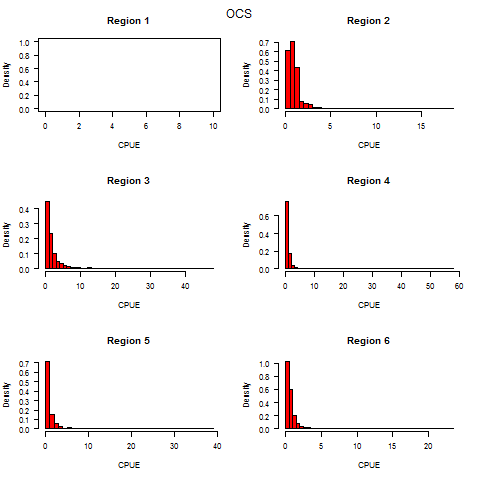 OCS
Region 1
Density
0.0 0.2 0.4 0.6 0.8 1.0
0 2 4 6 8 10
CPUE
Region 2
Density
0.0 0.1 0.2 0.3 0.4 0.5 0.6 0.7
0 5 10 15
CPUE
Region 3
Density
0.0 0.1 0.2 0.3 0.4
0 10 20 30 40
CPUE
Region 4
Density
0.0 0.2 0.4 0.6
0 10 20 30 40 50 60
CPUE
Region 5
Density
0.0 0.1 0.2 0.3 0.4 0.5 0.6 0.7
0 10 20 30 40
CPUE
Region 6
Density
0.0 0.2 0.4 0.6 0.8 1.0
0 5 10 15 20
CPUE